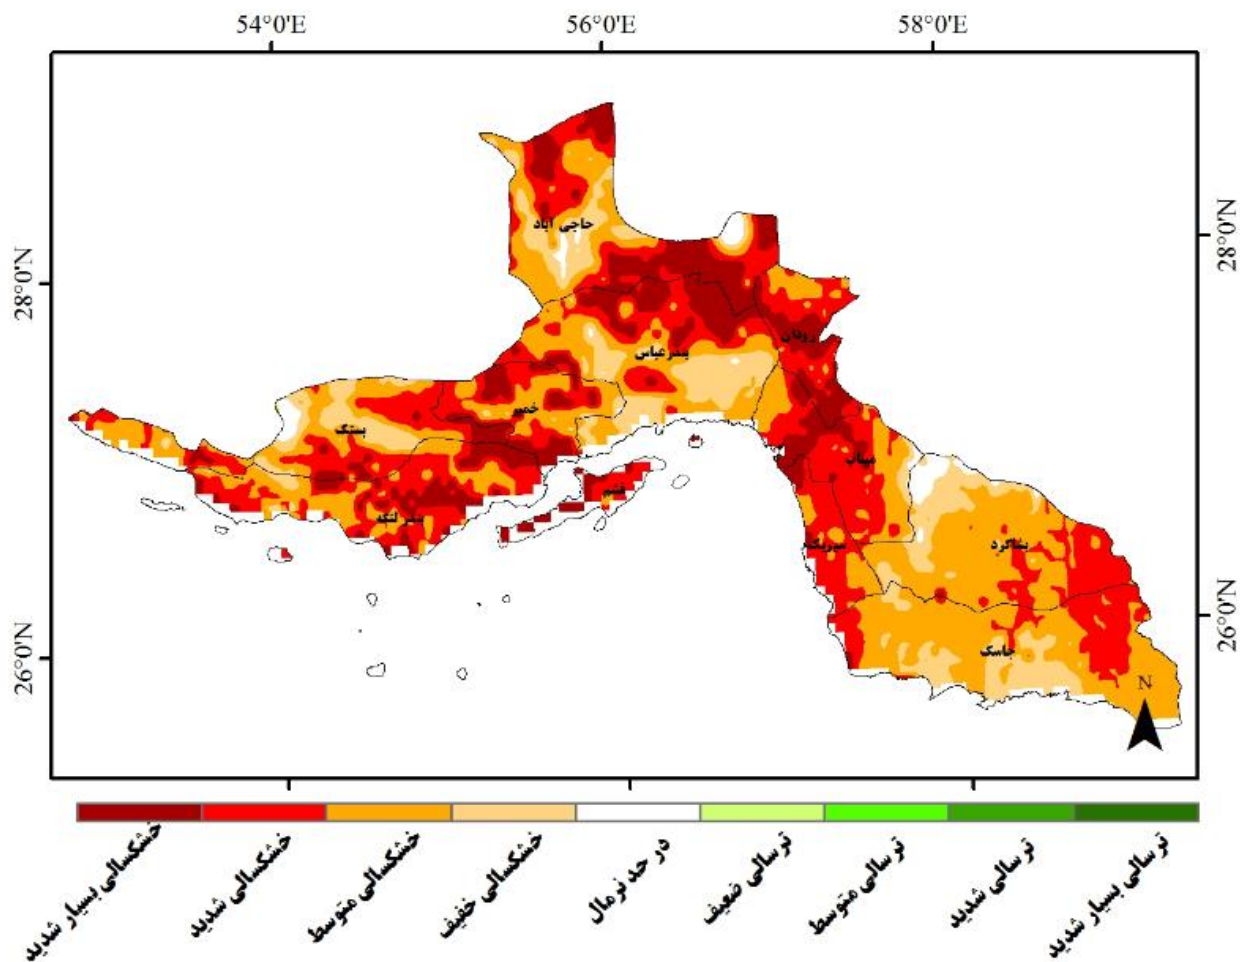 54°0'E 56°0'E 58°0'E
28°0'N
28°0'N
26°0'N
26°0'N
حاجی آباد
رودان
بندرعباس
خمیر
بستک
میناب
قشم
بندر لنگه
سیریک
بشاگرد
جاسک
N
خشکسالی بسیار شدید
خشکسالی شدید
خشکسالی متوسط
خشکسالی خفیف
در حد نرمال
ترسالی ضعیف
ترسالی متوسط
ترسالی شدید
ترسالی بسیار شدید